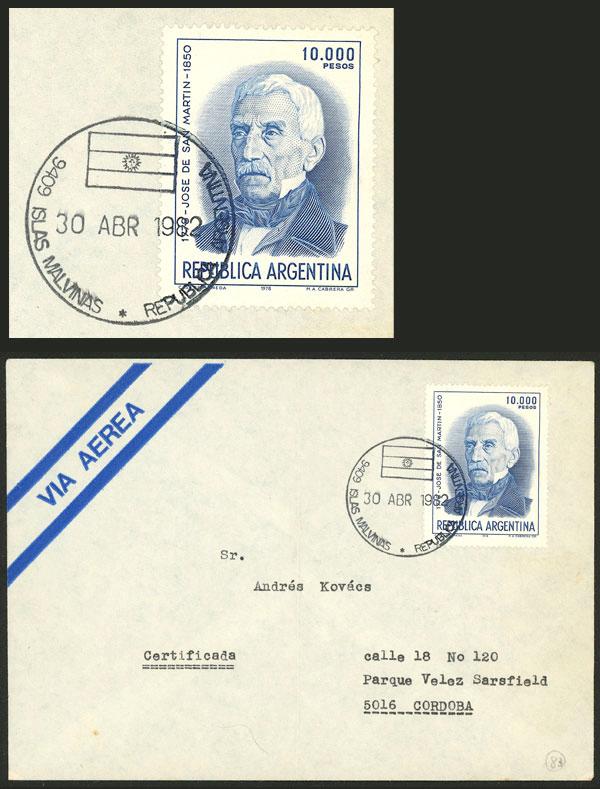 10.000
PESOS
1778-JOSE DE SAN MARTIN-1850
9409 ISLAS MALVINAS * REPUBLICA ARGENTINA
30 ABR 1982
REPUBLICA ARGENTINA
1978
M A CABRERA GR
VIA AEREA
10.000
PESOS
1778-JOSE DE SAN MARTIN-1850
9409 ISLAS MALVINAS * REPUBLICA ARGENTINA
30 ABR 1982
REPUBLICA ARGENTINA
Sr.
Andrés Kovács
Certificada
calle 18 No 120
Parque Velez Sarsfield
5016 CORDOBA
83